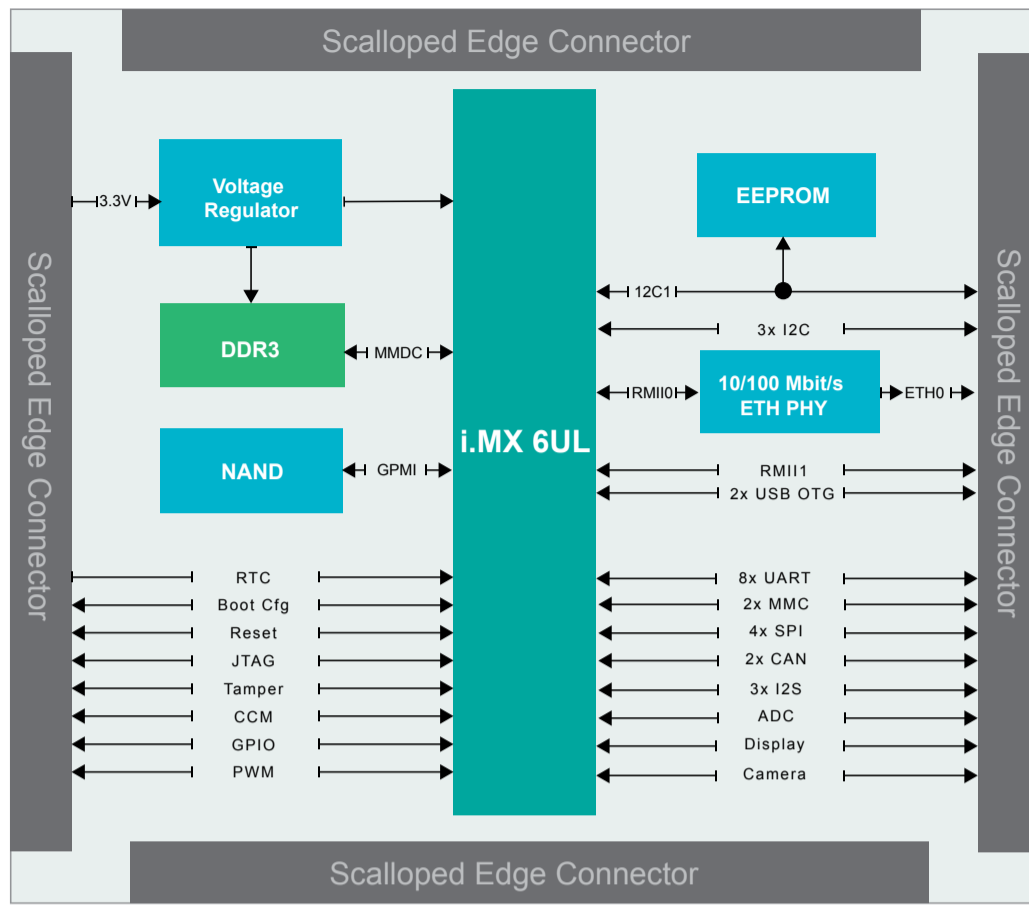 Scalloped Edge Connector
Scalloped Edge Connector
Scalloped Edge Connector
3.3V
Voltage
Regulator
DDR3
MMDC
NAND
GPMI
RTC
Boot Cfg
Reset
JTAG
Tamper
CCM
GPIO
PWM
i.MX 6UL
EEPROM
12C1
3x I2C
RMII0
10/100 Mbit/s
ETH PHY
ETH0
RMII1
2x USB OTG
8x UART
2x MMC
4x SPI
2x CAN
3x I2S
ADC
Display
Camera
Scalloped Edge Connector